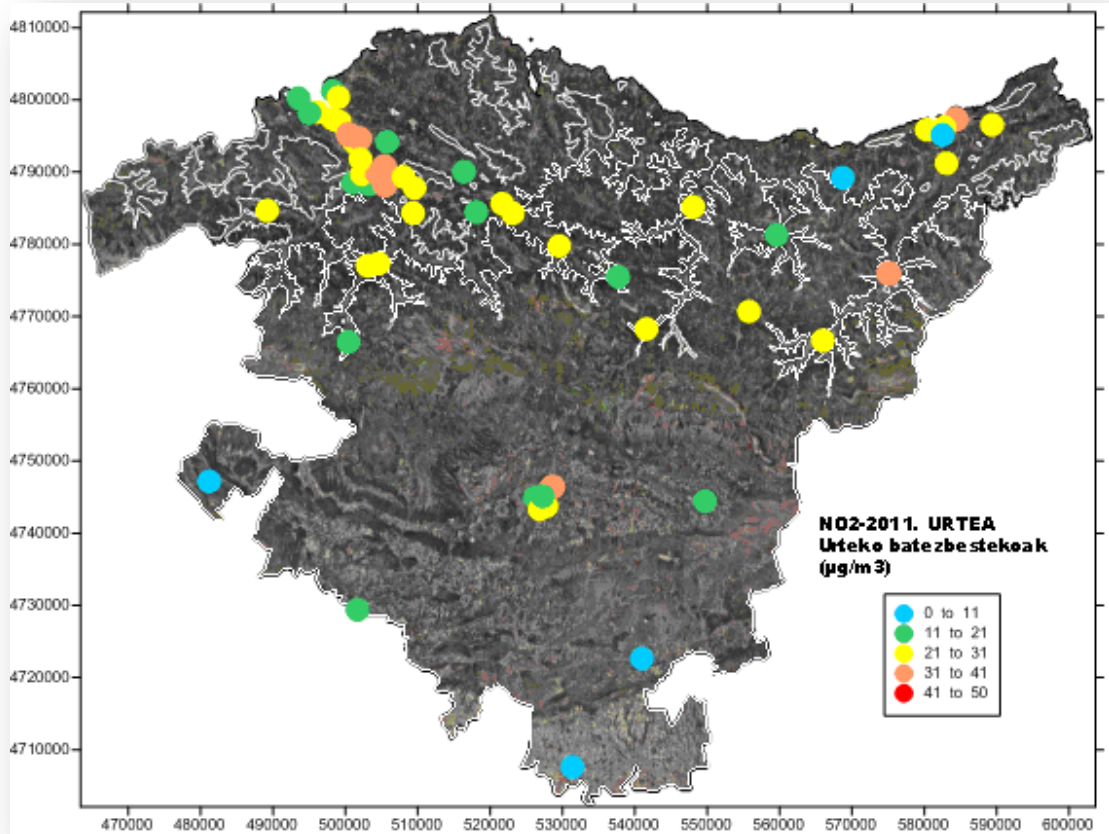 4810000
4800000
4790000
4780000
4770000
4760000
4750000
4740000
4730000
4720000
4710000
NO2-2011. URTEA
Urteko batezbestekoak
(µg/m3)
0 to 11
11 to 21
21 to 31
31 to 41
41 to 50
470000 480000 490000 500000 510000 520000 530000 540000 550000 560000 570000 580000 590000 600000